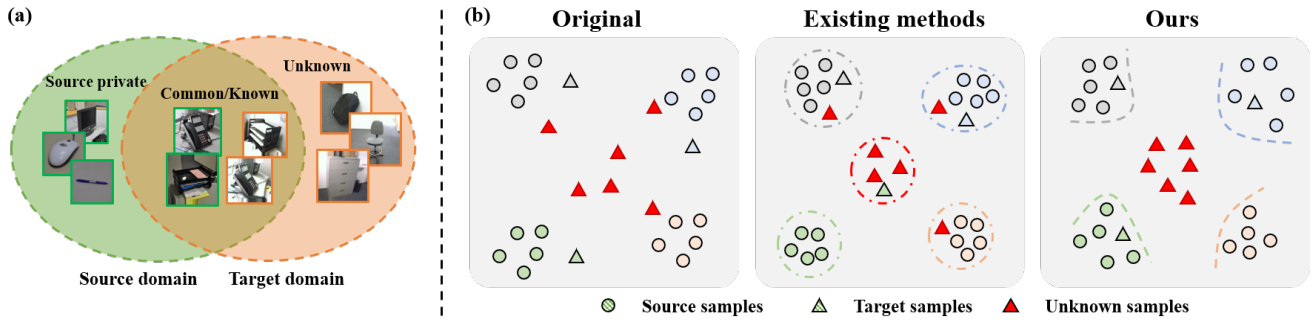 (a)
Source private
Common/Known
Unknown
Source domain
Target domain
(b)
Original
Existing methods
Ours
Source samples
Target samples
Unknown samples